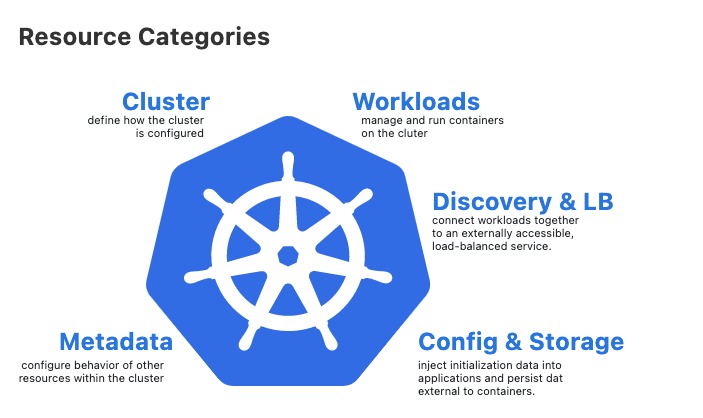 Resource Categories
Cluster
define how the cluster
is configured
Workloads
manage and run containers
on the cluter
Discovery & LB
connect workloads together
to an externally accessible,
load-balanced service.
Metadata
configure behavior of other
resources within the cluster
Config & Storage
inject initialization data into
applications and persist dat
external to containers.